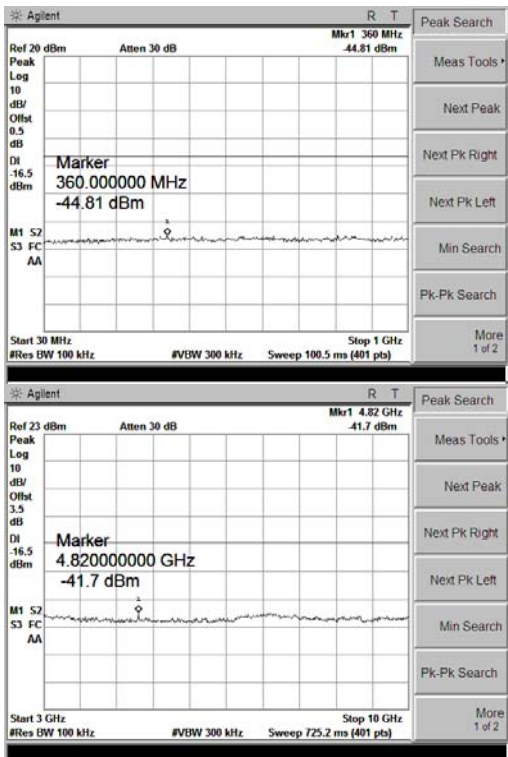 Agilent R T
Peak Search
Mkr1 360 MHz
Ref 20 dBm Atten 30 dB -44.81 dBm
Peak
Log
10
dB/
Offst
0.5
dB
DI
-16.5
dBm
Marker
360.000000 MHz
-44.81 dBm
1
M1 S2
S3 FC
AA
Start 30 MHz Stop 1 GHz
#Res BW 100 kHz #VBW 300 kHz Sweep 100.5 ms (401 pts)
Meas Tools
Next Peak
Next Pk Right
Next Pk Left
Min Search
Pk-Pk Search
More
1 of 2
Agilent R T
Peak Search
Mkr1 4.82 GHz
Ref 23 dBm Atten 30 dB -41.7 dBm
Peak
Log
10
dB/
Offst
3.5
dB
DI
-16.5
dBm
Marker
4.820000000 GHz
-41.7 dBm
1
M1 S2
S3 FC
AA
Start 3 GHz Stop 10 GHz
#Res BW 100 kHz #VBW 300 kHz Sweep 725.2 ms (401 pts)
Meas Tools
Next Peak
Next Pk Right
Next Pk Left
Min Search
Pk-Pk Search
More
1 of 2